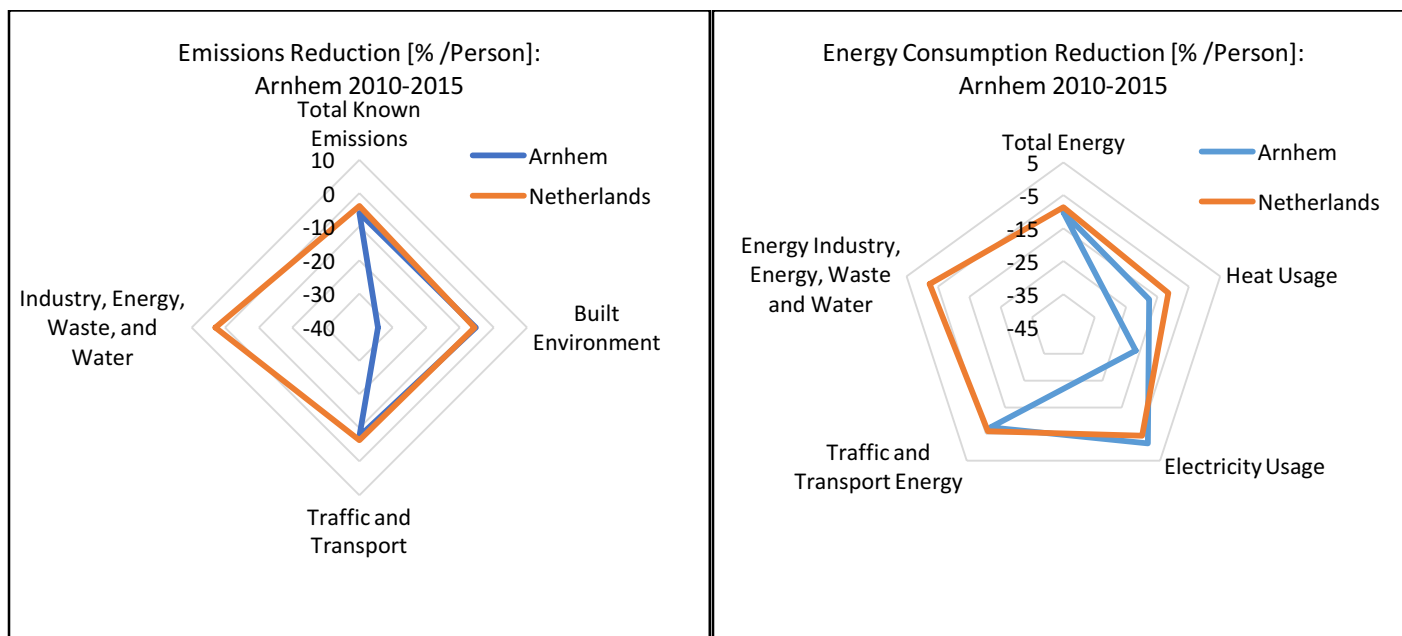 Emissions Reduction [% /Person]:
Arnhem 2010-2015
Total Known
Emissions
10
0
-10
-20
-30
-40
Arnhem
Netherlands
Industry, Energy,
Waste, and
Water
Built
Environment
Traffic and
Transport
Energy Consumption Reduction [% /Person]:
Arnhem 2010-2015
Total Energy
5
-5
-15
-25
-35
-45
Arnhem
Netherlands
Energy Industry,
Energy, Waste
and Water
Heat Usage
Traffic and
Transport Energy
Electricity Usage